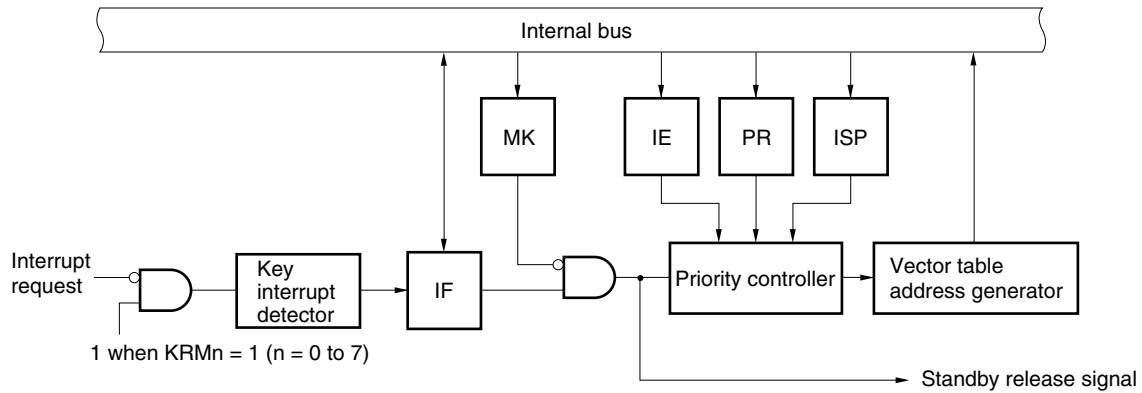 Internal bus
MK
IE
PR
ISP
Interrupt
request
Key
interrupt
detector
IF
Priority controller
Vector table
address generator
1 when KRMn = 1 (n = 0 to 7)
Standby release signal